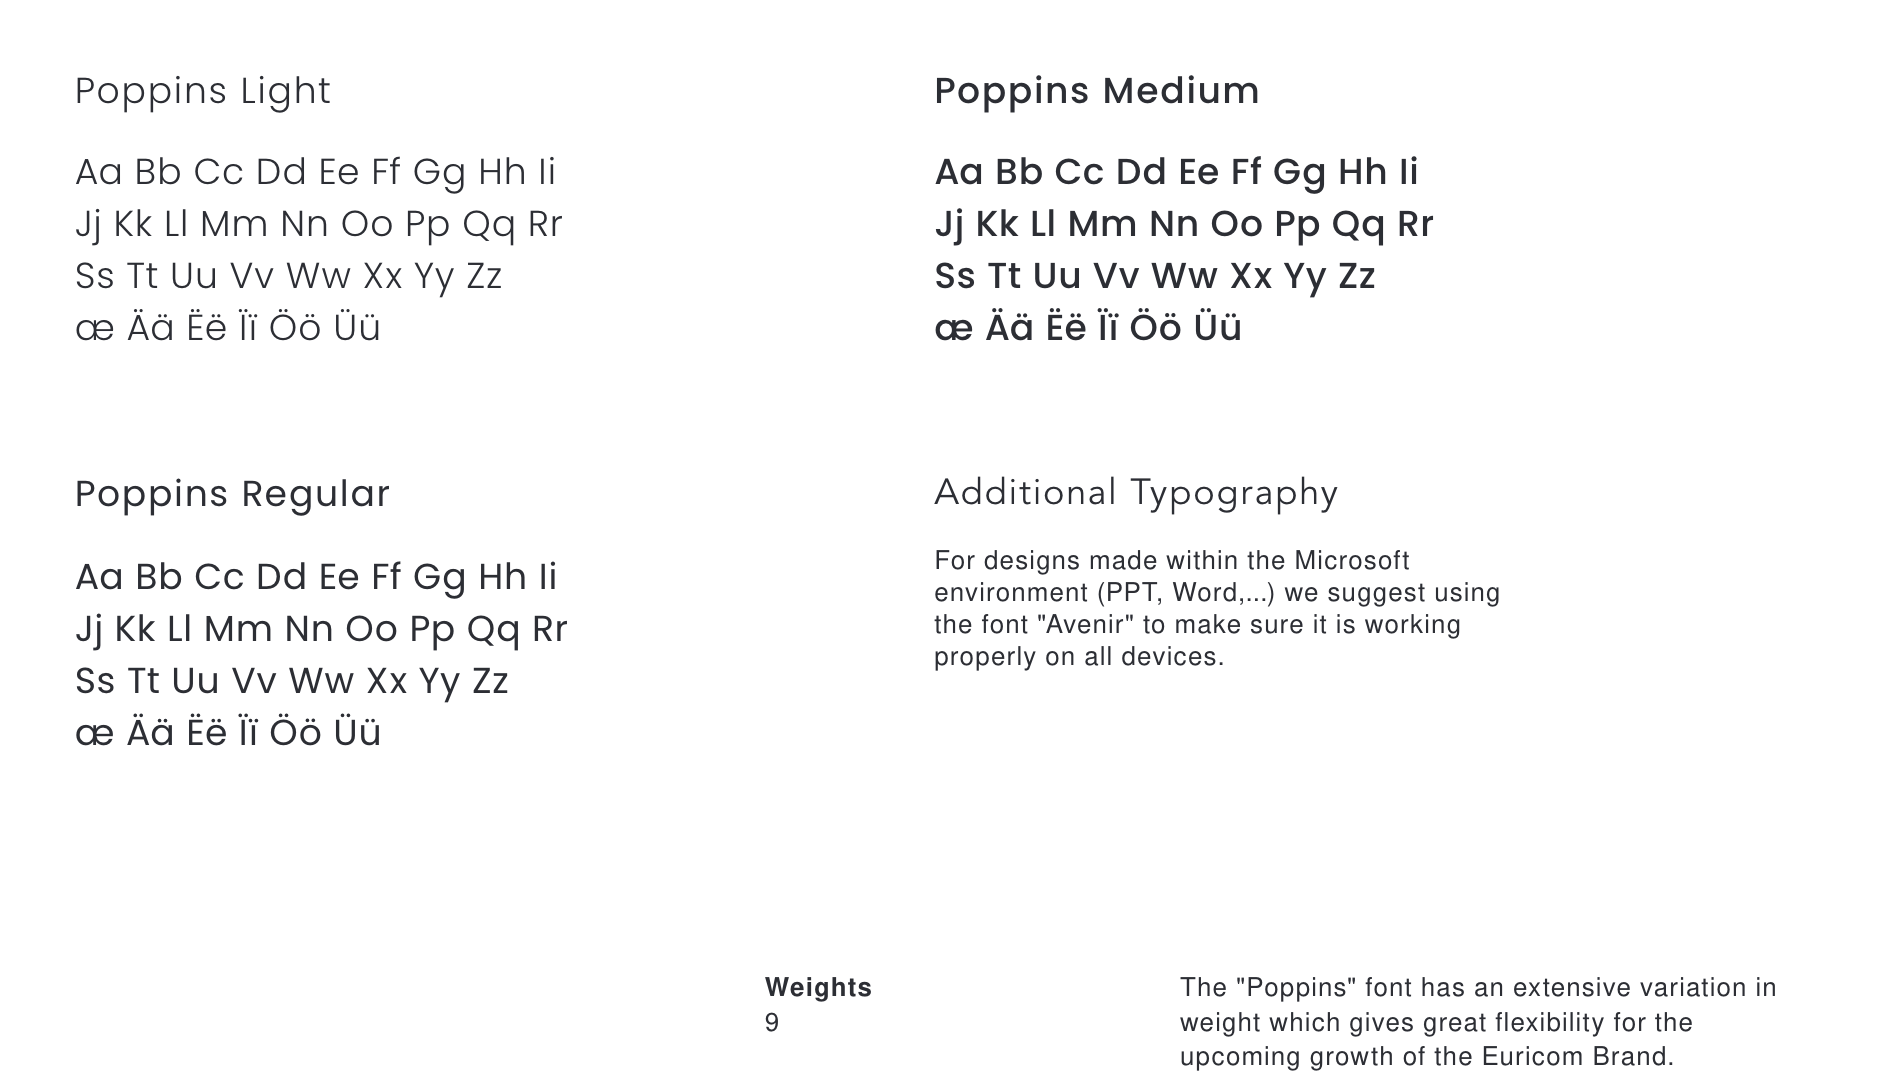 Poppins Light
Aa Bb Cc Dd Ee Ff Gg Hh Ii
Jj Kk Ll Mm Nn Oo Pp Qq Rr
Ss Tt Uu Vv Ww Xx Yy Zz
æ Ää Ëë Ïï Öö Üü
Poppins Medium
Aa Bb Cc Dd Ee Ff Gg Hh Ii
Jj Kk Ll Mm Nn Oo Pp Qq Rr
Ss Tt Uu Vv Ww Xx Yy Zz
æ Ää Ëë Ïï Öö Üü
Poppins Regular
Aa Bb Cc Dd Ee Ff Gg Hh Ii
Jj Kk Ll Mm Nn Oo Pp Qq Rr
Ss Tt Uu Vv Ww Xx Yy Zz
æ Ää Ëë Ïï Öö Üü
Additional Typography
For designs made within the Microsoft
environment (PPT, Word,...) we suggest using
the font "Avenir" to make sure it is working
properly on all devices.
Weights
9
The "Poppins" font has an extensive variation in
weight which gives great flexibility for the
upcoming growth of the Euricom Brand.